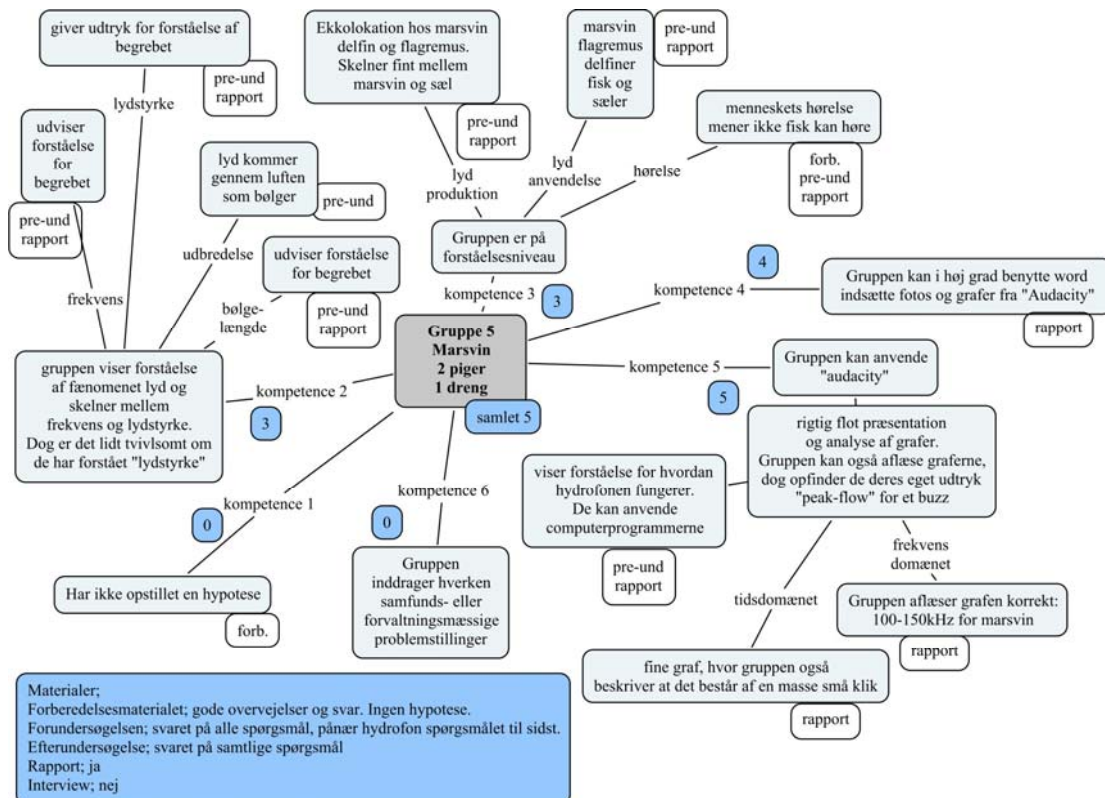 giver udtryk for forståelse af
begrebet
pre-und
rapport
lydstyrke
udviser
forståelse
for
begrebet
pre-und
rapport
frekvens
lyd kommer
gennem luften
som bølger
pre-und
udbredelse
udviser forståelse
for begrebet
pre-und
rapport
bølge-
længde
gruppen viser forståelse
af fænomenet lyd og
skelner mellem
frekvens og lydstyrke.
Dog er det lidt tvivlsomt om
de har forstået "lydstyrke"
kompetence 2
3
Ekkolokation hos marsvin
delfin og flagremus.
Skelner fint mellem
marsvin og sæl
pre-und
rapport
lyd
produktion
marsvin
flagremus
delfiner
fisk og
sæler
pre-und
rapport
lyd
anvendelse
menneskets hørelse
mener ikke fisk kan høre
forb.
pre-und
rapport
hørelse
Gruppen er på
forståelsesniveau
kompetence 3
3
Gruppe 5
Marsvin
2 piger
1 dreng
samlet 5
kompetence 4
4
Gruppen kan i høj grad benytte word
indsætte fotos og grafer fra "Audacity"
rapport
kompetence 5
5
Gruppen kan anvende
"audacity"
rigtig flot præsentation
og analyse af grafer.
Gruppen kan også aflæse graferne,
dog opfinder de deres eget udtryk
"peak-flow" for et buzz
viser forståelse for hvordan
hydrofonen fungerer.
De kan anvende
computerprogrammerne
pre-und
rapport
frekvens
domænet
Gruppen aflæser grafen korrekt:
100-150kHz for marsvin
rapport
tidsdomænet
fine graf, hvor gruppen også
beskriver at det består af en masse små klik
rapport
kompetence 1
0
Har ikke opstillet en hypotese
forb.
kompetence 6
0
Gruppen
inddrager hverken
samfunds- eller
forvaltningsmæssige
problemstillinger
Materialer;
Forberedelsesmaterialet; gode overvejelser og svar. Ingen hypotese.
Forundersøgelsen; svaret på alle spørgsmål, pånær hydrofon spørgsmålet til sidst.
Efterundersøgelse; svaret på samtlige spørgsmål
Rapport; ja
Interview; nej